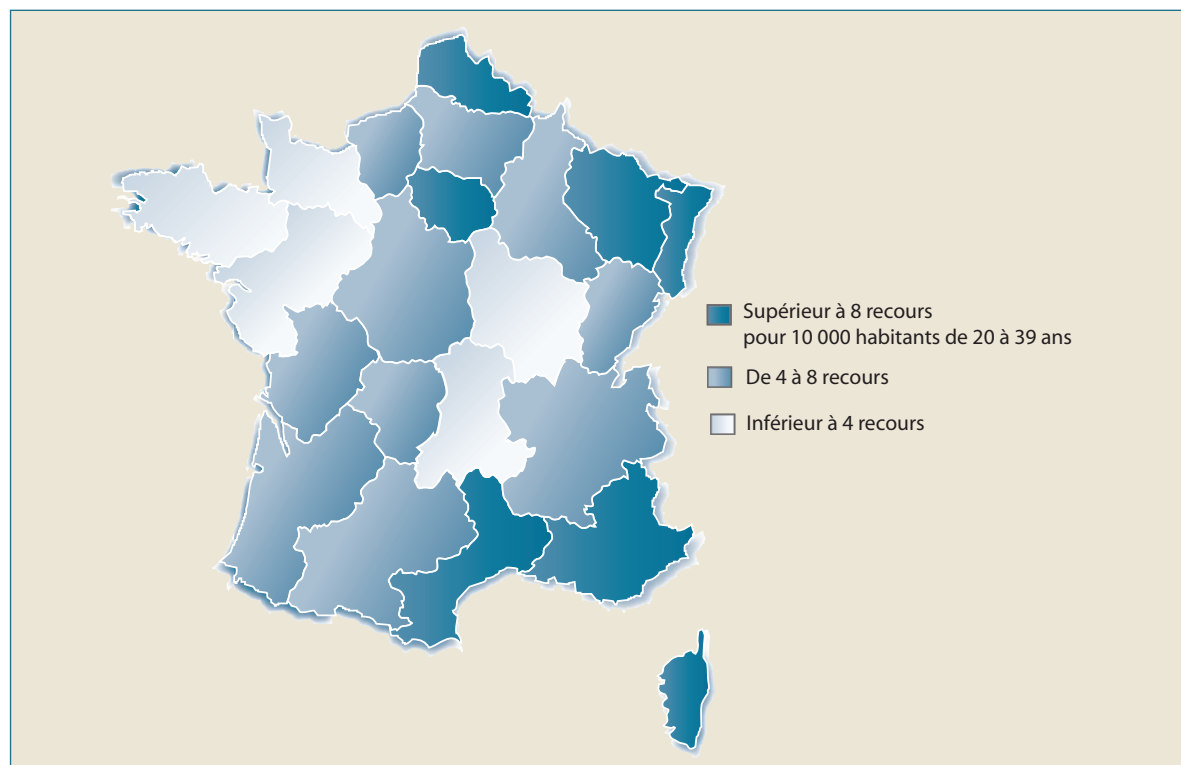 Supérieur à 8 recours
pour 10 000 habitants de 20 à 39 ans
De 4 à 8 recours
Inférieur à 4 recours